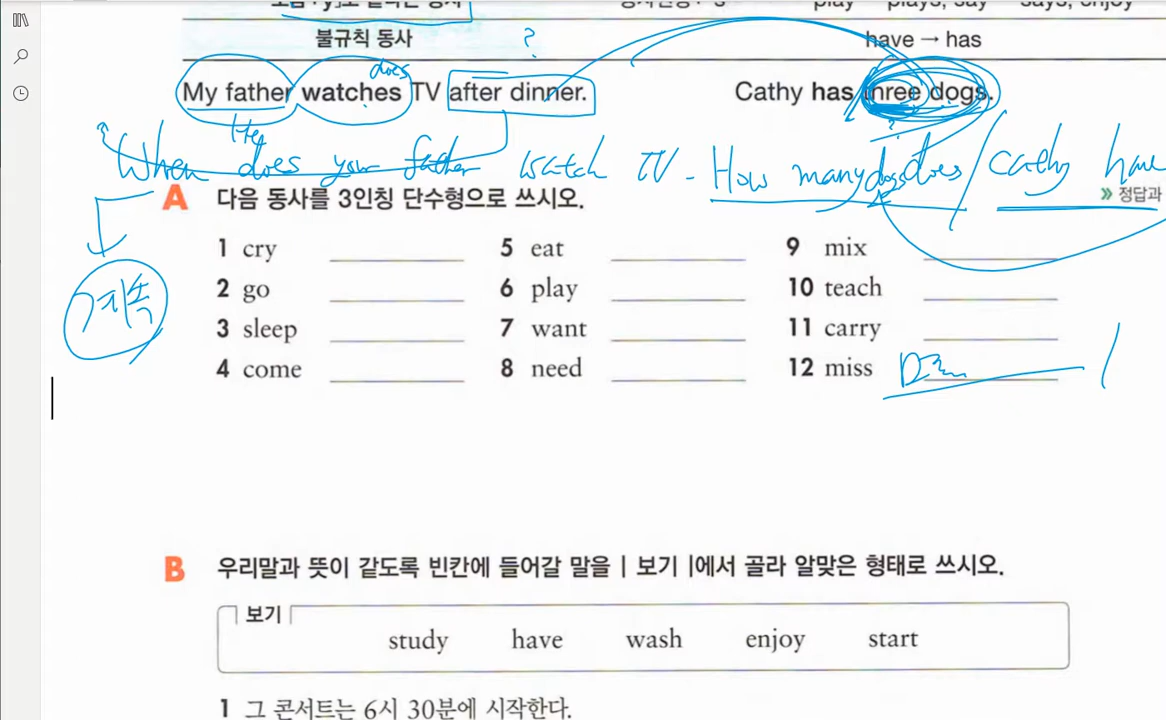 play → plays, say → says, enjoy
불규칙 동사
?
have → has
does
My father watches TV after dinner.
Cathy has three dogs.
He
When does your father watch TV - How many dogs does / Cathy have
A 다음 동사를 3인칭 단수형으로 쓰시오.
» 정답과
1 cry
5 eat
9 mix
2 go
6 play
10 teach
3 sleep
7 want
11 carry
4 come
8 need
12 miss
B 우리말과 뜻이 같도록 빈칸에 들어갈 말을 | 보기 |에서 골라 알맞은 형태로 쓰시오.
보기
study have wash enjoy start
1 그 콘서트는 6시 30분에 시작한다.